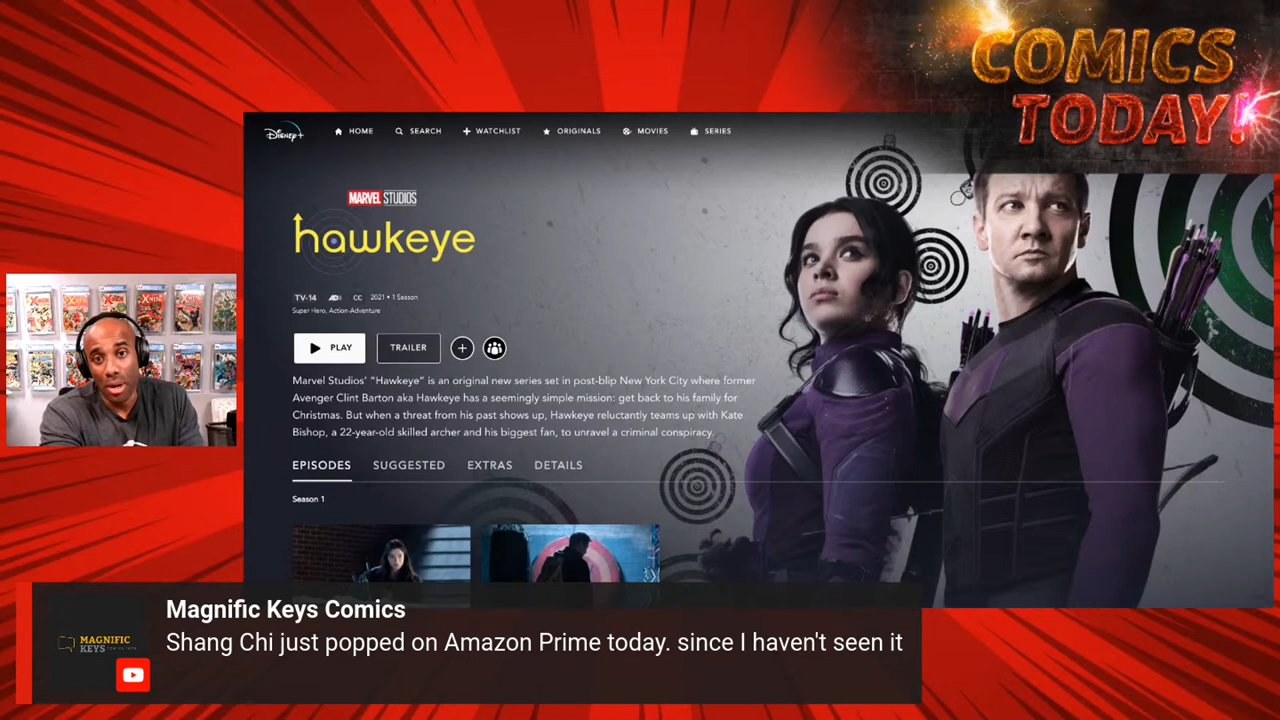 COMICS
TODAY!
Disney+
HOME
SEARCH
WATCHLIST
ORIGINALS
MOVIES
SERIES
MARVEL STUDIOS
hawkeye
TV-14 AD CC 2021 • 1 Season
Super Hero, Action-Adventure
PLAY
TRAILER
Marvel Studios' "Hawkeye" is an original new series set in post-blip New York City where former
Avenger Clint Barton aka Hawkeye has a seemingly simple mission: get back to his family for
Christmas. But when a threat from his past shows up, Hawkeye reluctantly teams up with Kate
Bishop, a 22-year-old skilled archer and his biggest fan, to unravel a criminal conspiracy.
EPISODES
SUGGESTED
EXTRAS
DETAILS
Season 1
Magnific Keys Comics
Shang Chi just popped on Amazon Prime today. since I haven't seen it
MAGNIFIC
KEYS